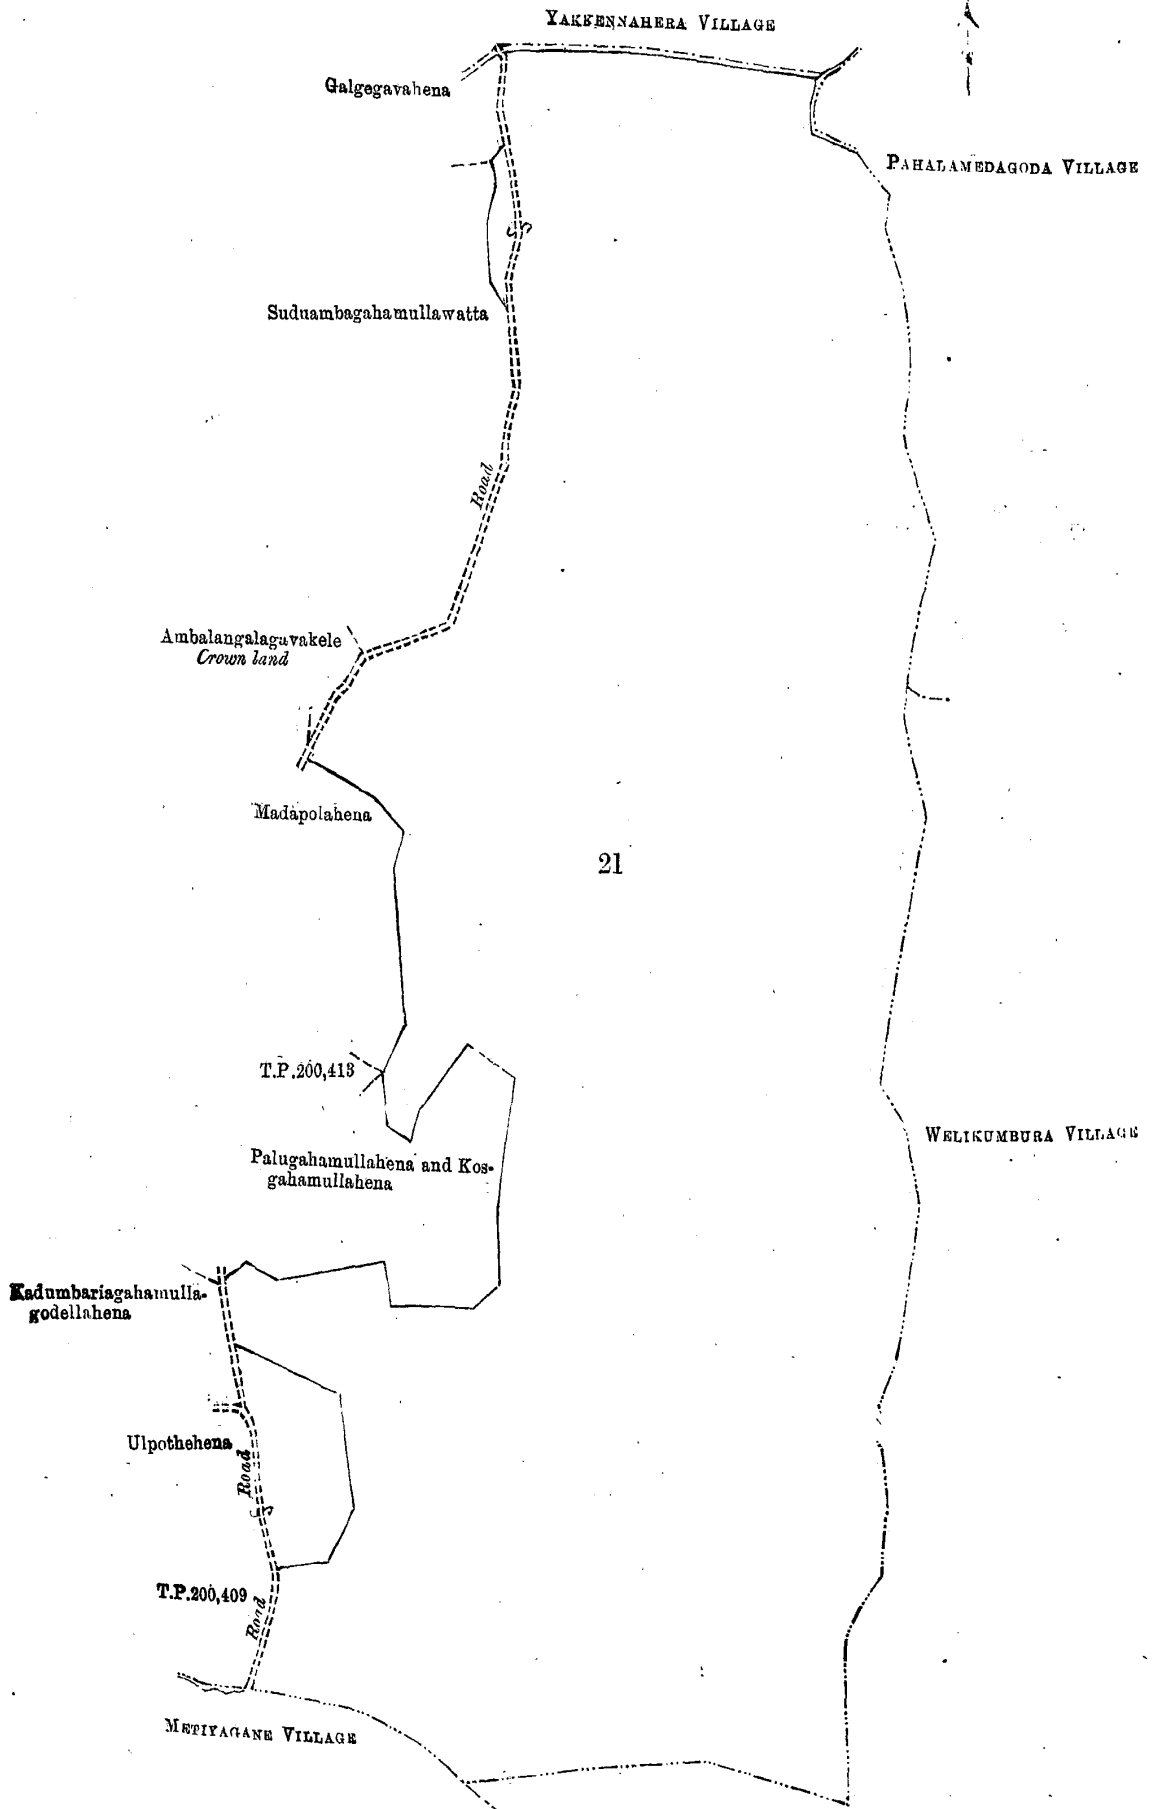 YAKKENNAHERA VILLAGE
Galgegavahena
PAHALAMEDAGODA VILLAGE
S S
Suduambagahamullawatta
Road
Ambalangalagavakele
Crown land
Madapolahena
21
T.P.200,413
WELIKUMBURA VILLAGE
Palugahamullahena and Kos-
gahamullahena
Kadumbariagahamulla-
godellahena
Ulpothehena
Road
S S
T.P.200,409
Road
METIYAGANE VILLAGE